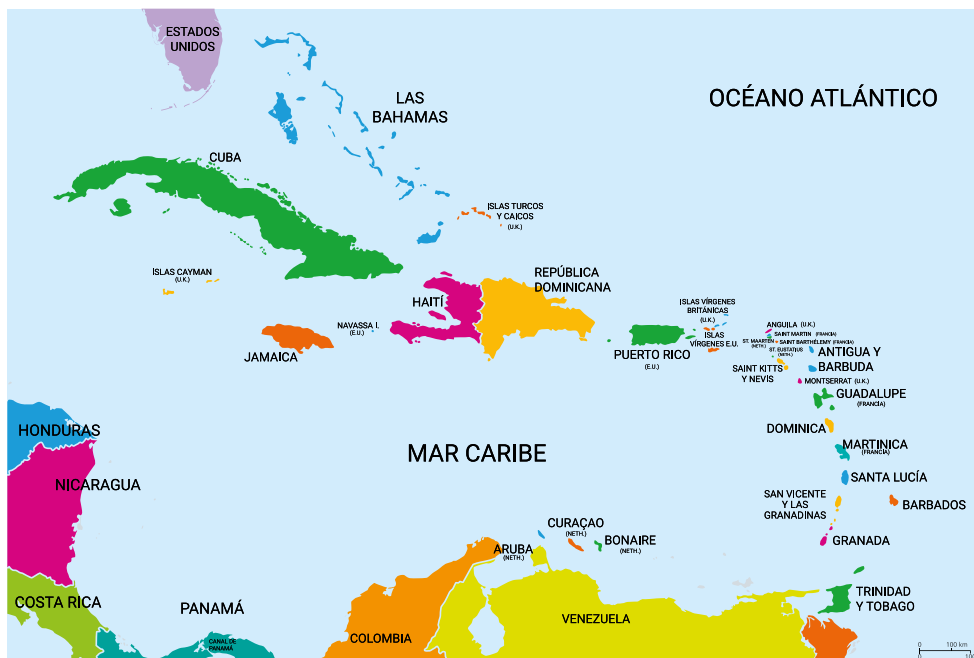 ESTADOS
UNIDOS
LAS
BAHAMAS
OCÉANO ATLÁNTICO
CUBA
ISLAS TURCOS
Y CAICOS
(U.K.)
ISLAS CAYMAN
(U.K.)
REPÚBLICA
DOMINICANA
HAITÍ
NAVASSA I.
(E.U.)
JAMAICA
PUERTO RICO
(E.U.)
ISLAS VÍRGENES
BRITÁNICAS
(U.K.)
ISLAS
VÍRGENES E.U.
ANGUILA (U.K.)
SAINT MARTIN (FRANCIA)
ST. MAARTEN
(NETH.)
SAINT BARTHÉLEMY (FRANCIA)
ST. EUSTATIUS
(NETH.)
ANTIGUA Y
BARBUDA
SAINT KITTS
Y NEVIS
MONTSERRAT (U.K.)
GUADALUPE
(FRANCIA)
DOMINICA
MARTINICA
(FRANCIA)
HONDURAS
MAR CARIBE
NICARAGUA
SANTA LUCÍA
SAN VICENTE
Y LAS
GRANADINAS
BARBADOS
GRANADA
CURAÇAO
(NETH.)
ARUBA
(NETH.)
BONAIRE
(NETH.)
COSTA RICA
PANAMÁ
CANAL DE
PANAMÁ
COLOMBIA
VENEZUELA
TRINIDAD
Y TOBAGO
0 100 km
0